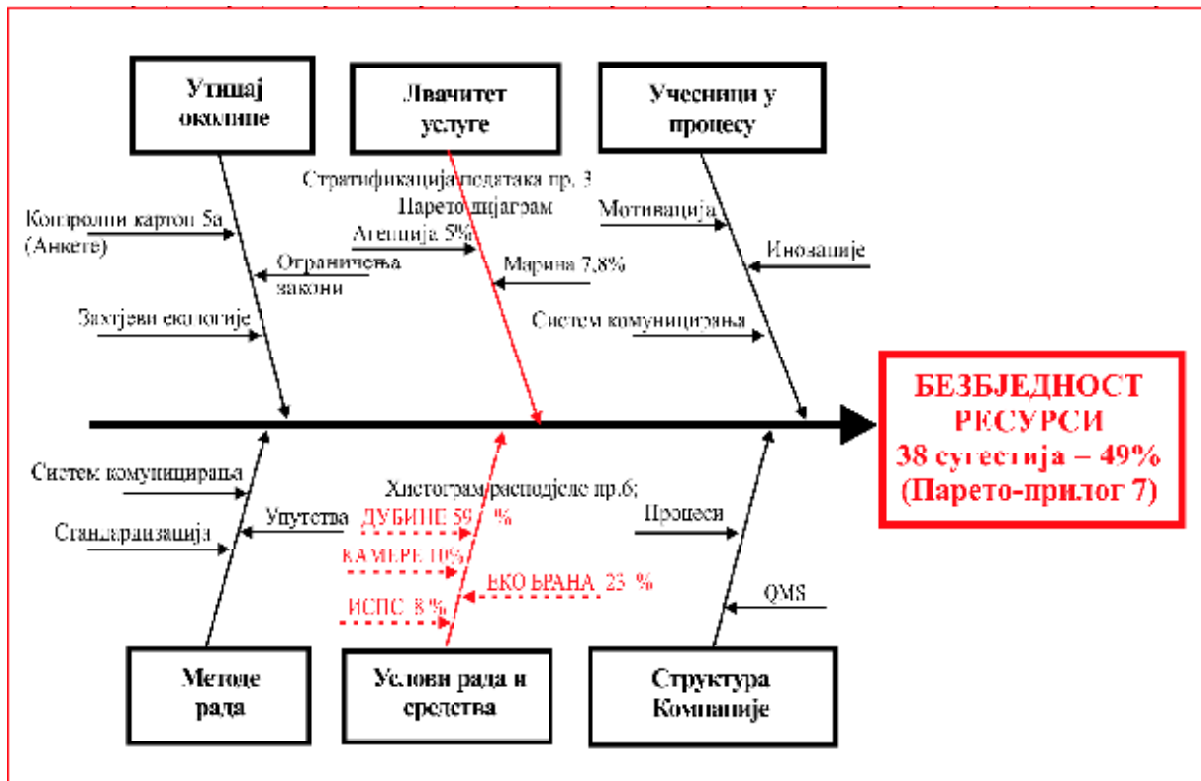 Утицај
околине
Лвачитет
услуге
Учесници у
процесу
Стратификација података пр. 3
Парето дијаграм
Контролни картон 5а
(Анкете)
Агенција 5%
Мотивација
Ограничења
закони
Марина 7,8%
Иновације
Захтјеви екологије
Систем комуницирања
БЕЗБЈЕДНОСТ
РЕСУРСИ
38 сугестија – 49%
(Парето-прилог 7)
Систем комуницирања
Хистограм расподјеле пр.6;
Упутства
ДУБИНЕ 59 %
Процеси
Стандардизација
КАМЕРЕ 10%
ЕКО БРАНА 23 %
ИСПС 8 %
QMS
Методе
рада
Услови рада и
средства
Структура
Компаније